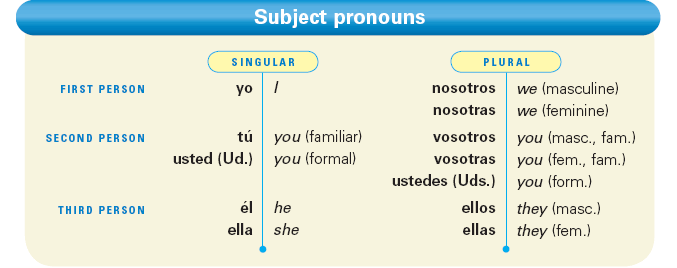 Subject pronouns
SINGULAR PLURAL
FIRST PERSON yo I nosotros we (masculine)
nosotras we (feminine)
SECOND PERSON tú you (familiar) vosotros you (masc., fam.)
usted (Ud.) you (formal) vosotras you (fem., fam.)
ustedes (Uds.) you (form.)
THIRD PERSON él he ellos they (masc.)
ella she ellas they (fem.)